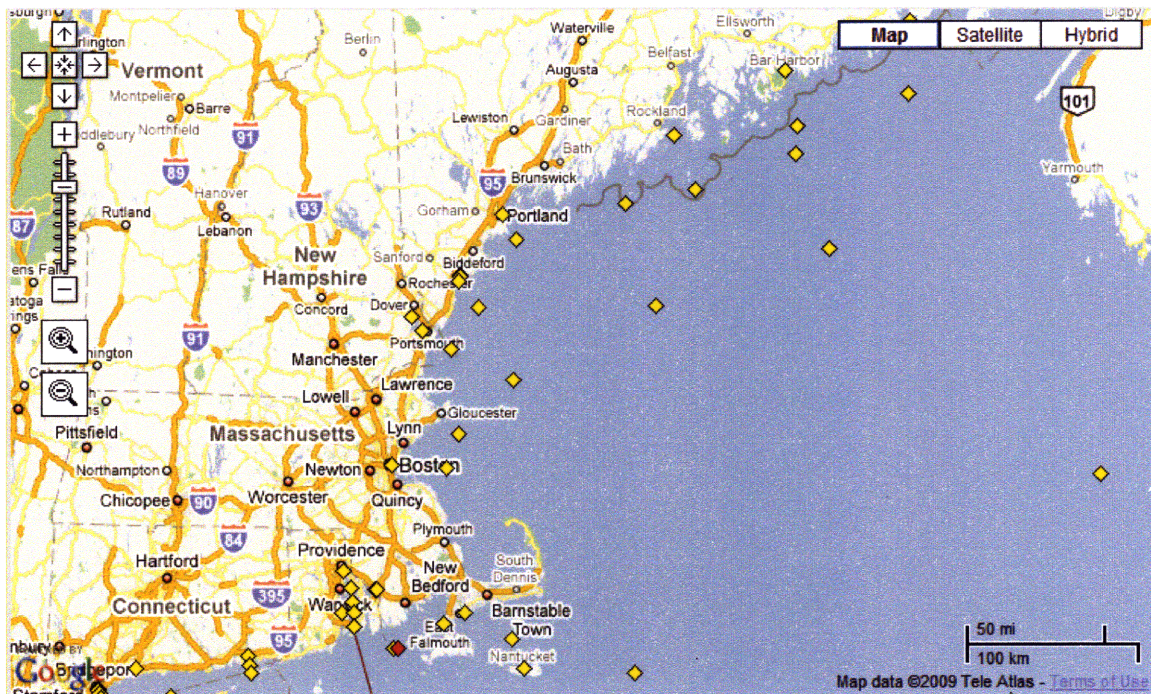 Ellsworth
Digby
Waterville
Map
Satellite
Hybrid
Berlin
Belfast
Bar Harbor
Vermont
Augusta
Montpelier
Barre
101
Northfield
Gardiner
Rockland
Lewiston
91
Bath
89
95
Brunswick
Yarmouth
Hanover
93
Rutland
Gorham
Portland
87
Lebanon
New
Hampshire
Sanford
Biddeford
Rochester
Concord
Dover
91
Portsmouth
Manchester
Lawrence
Lowell
Gloucester
Pittsfield
Massachusetts
Lynn
Northampton
Newton
Boston
Chicopee
90
Worcester
Quincy
84
Plymouth
Providence
Hartford
New
Bedford
South
Dennis
395
Connecticut
Barnstable
Town
95
East
Falmouth
50 mi
Nantucket
100 km
Google
Map data ©2009 Tele Atlas - Terms of Use